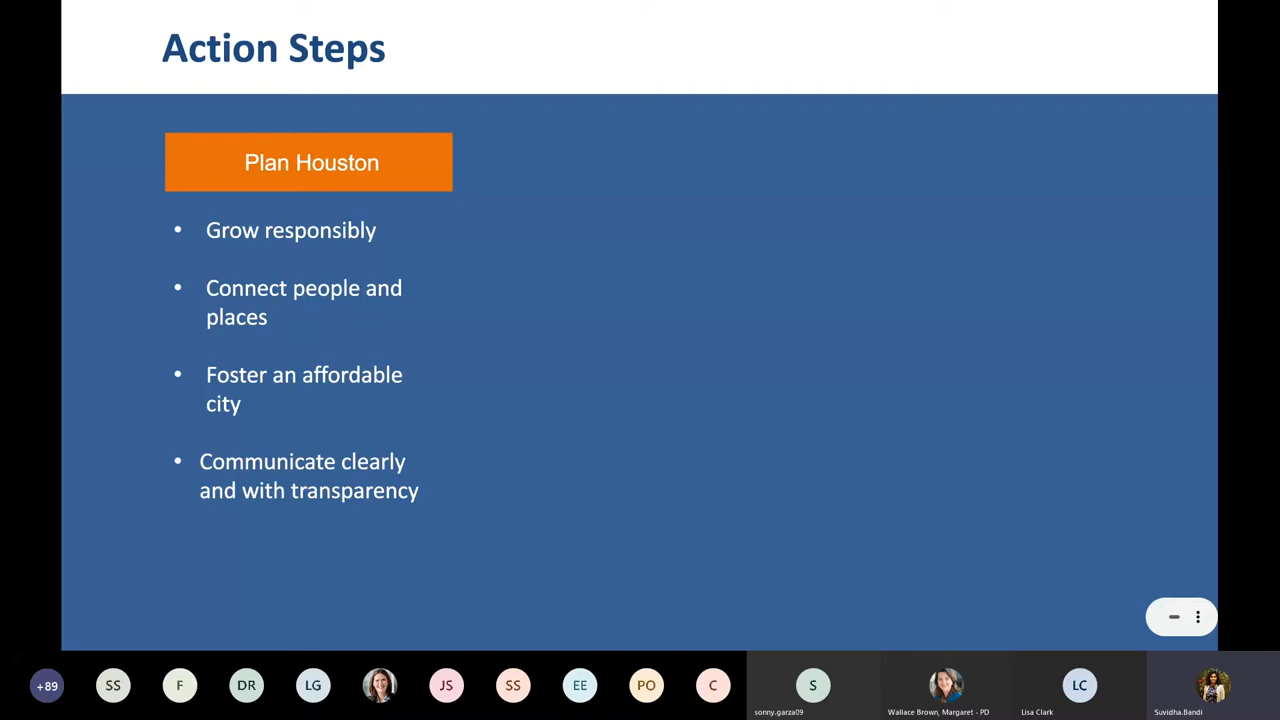 Action Steps
Plan Houston
• Grow responsibly
• Connect people and
places
• Foster an affordable
city
• Communicate clearly
and with transparency
+89
SS
F
DR
LG
JS
SS
EE
PO
C
S
LC
sonny.garza09
Wallace Brown, Margaret - PD
Lisa Clark
Suvidha.Bandi